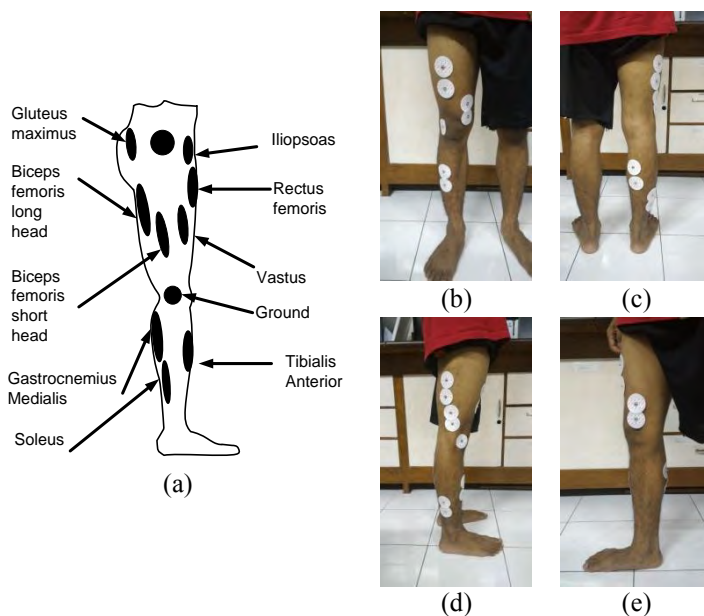 Gluteus
maximus
Biceps
femoris
long
head
Biceps
femoris
short
head
Gastrocnemius
Medialis
Soleus
Iliopsoas
Rectus
femoris
Vastus
Ground
Tibialis
Anterior
(a)
(b)
(c)
(d)
(e)